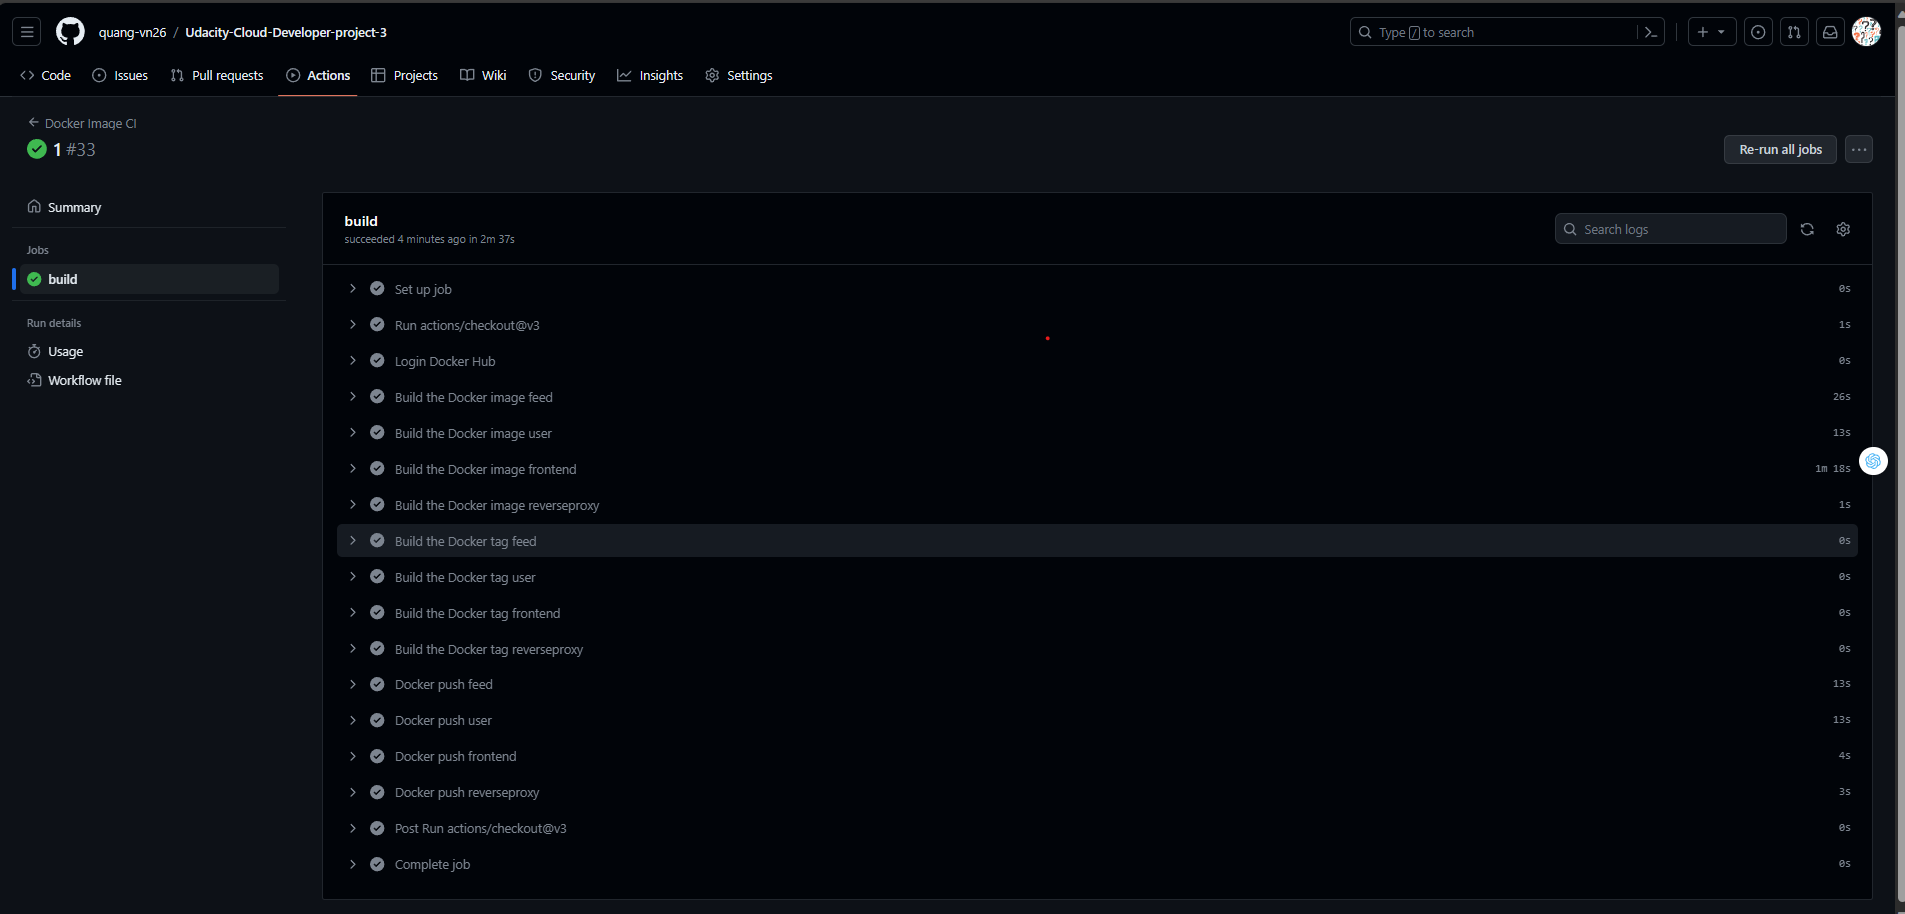 quang-vn26 / Udacity-Cloud-Developer-project-3
Type / to search
Code Issues Pull requests Actions Projects Wiki Security Insights Settings
Docker Image CI
1 #33
Re-run all jobs
Summary
Jobs
build
Run details
Usage
Workflow file
build
succeeded 4 minutes ago in 2m 37s
Search logs
Set up job 0s
Run actions/checkout@v3 1s
Login Docker Hub 0s
Build the Docker image feed 26s
Build the Docker image user 13s
Build the Docker image frontend 1m 18s
Build the Docker image reverseproxy 1s
Build the Docker tag feed 0s
Build the Docker tag user 0s
Build the Docker tag frontend 0s
Build the Docker tag reverseproxy 0s
Docker push feed 13s
Docker push user 13s
Docker push frontend 4s
Docker push reverseproxy 3s
Post Run actions/checkout@v3 0s
Complete job 0s